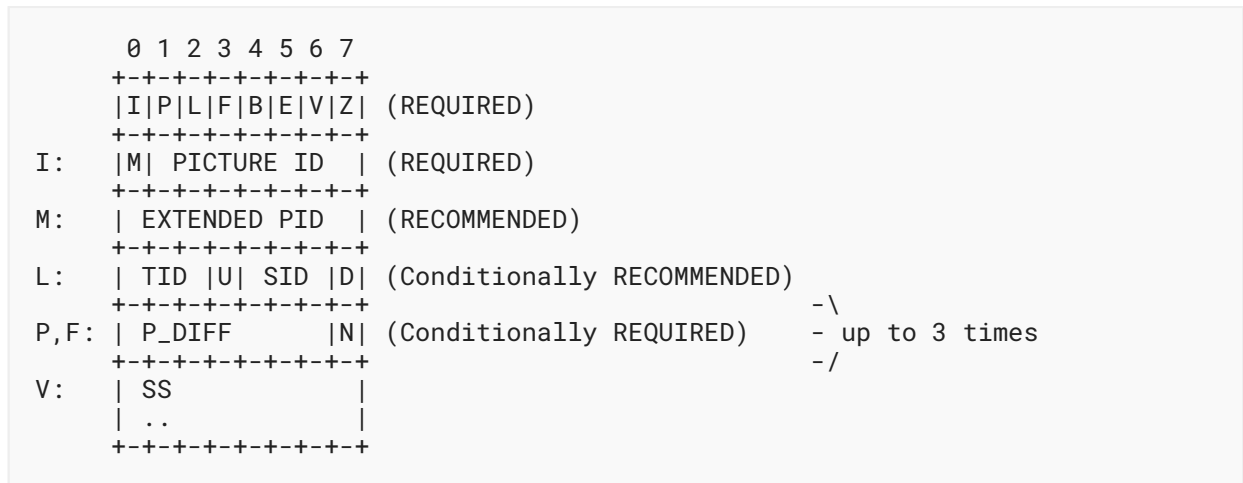 0 1 2 3 4 5 6 7
     +-+-+-+-+-+-+-+-+
     |I|P|L|F|B|E|V|Z| (REQUIRED)
     +-+-+-+-+-+-+-+-+
I:   |M| PICTURE ID  | (REQUIRED)
     +-+-+-+-+-+-+-+-+
M:   | EXTENDED PID  | (RECOMMENDED)
     +-+-+-+-+-+-+-+-+
L:   | TID |U| SID |D| (Conditionally RECOMMENDED)
     +-+-+-+-+-+-+-+-+                            -\
P,F: | P_DIFF      |N| (Conditionally REQUIRED)   - up to 3 times
     +-+-+-+-+-+-+-+-+                            -/
V:   | SS            |
     | ..            |
     +-+-+-+-+-+-+-+-+